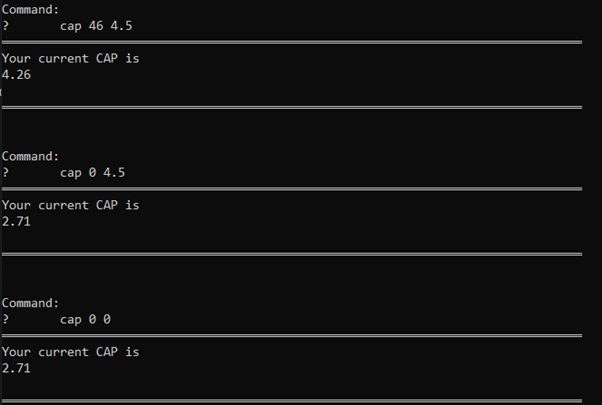 Command:
? cap 46 4.5
Your current CAP is
4.26
Command:
? cap 0 4.5
Your current CAP is
2.71
Command:
? cap 0 0
Your current CAP is
2.71